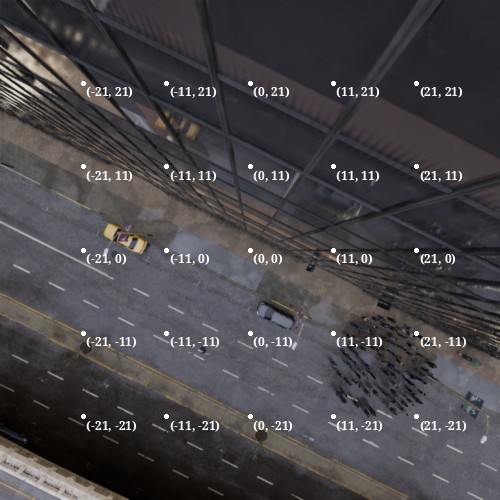 (-21, 21) (-11, 21) (0, 21) (11, 21) (21, 21)
(-21, 11) (-11, 11) (0, 11) (11, 11) (21, 11)
(-21, 0) (-11, 0) (0, 0) (11, 0) (21, 0)
(-21, -11) (-11, -11) (0, -11) (11, -11) (21, -11)
(-21, -21) (-11, -21) (0, -21) (11, -21) (21, -21)